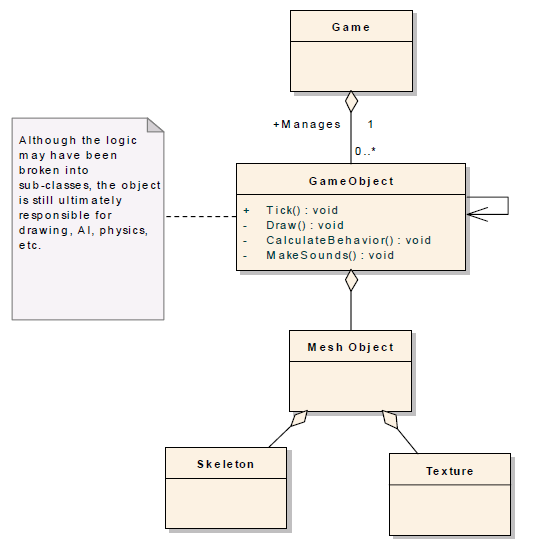 Game
+Manages 1
0..*
Although the logic
may have been
broken into
sub-classes, the object
is still ultimately
responsible for
drawing, AI, physics,
etc.
GameObject
+ Tick() : void
- Draw() : void
- CalculateBehavior() : void
- MakeSounds() : void
Mesh Object
Skeleton
Texture